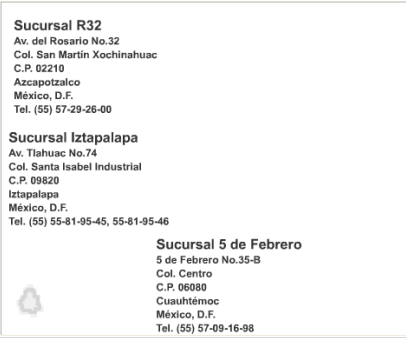 Sucursal R32
Av. del Rosario No.32
Col. San Martín Xochinahuac
C.P. 02210
Azcapotzalco
México, D.F.
Tel. (55) 57-29-26-00
Sucursal Iztapalapa
Av. Tlahuac No.74
Col. Santa Isabel Industrial
C.P. 09820
Iztapalapa
México, D.F.
Tel. (55) 55-81-95-45, 55-81-95-46
Sucursal 5 de Febrero
5 de Febrero No.35-B
Col. Centro
C.P. 06080
Cuauhtémoc
México, D.F.
Tel. (55) 57-09-16-98